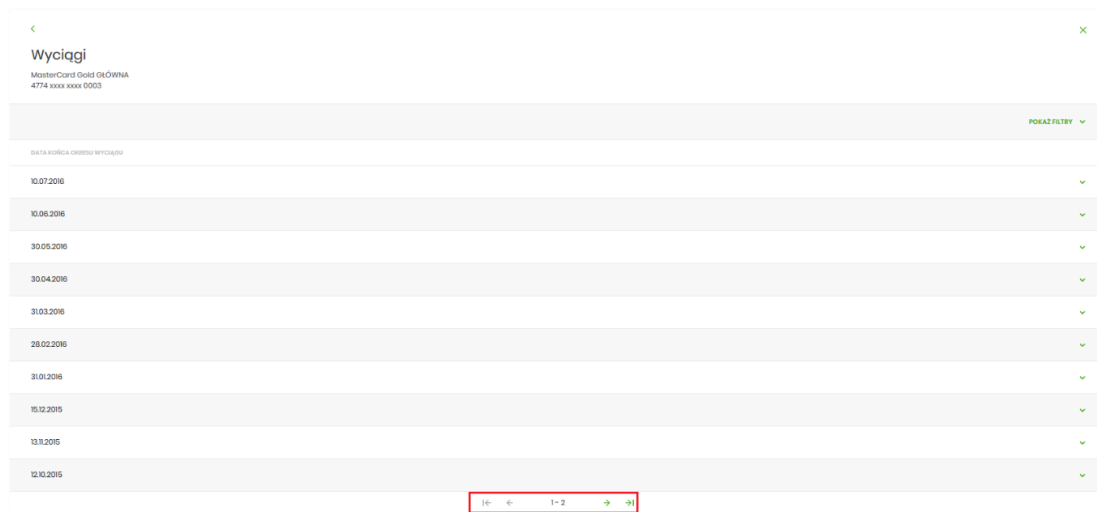 Wyciągi
MasterCard Gold GŁÓWNA
4774 xxxx xxxx 0003
POKAŻ FILTRY
DATA KOŃCA OKRESU WYCIĄGU
10.07.2016
10.06.2016
30.05.2016
30.04.2016
31.03.2016
28.02.2016
31.01.2016
15.12.2015
13.11.2015
12.10.2015
1 - 2